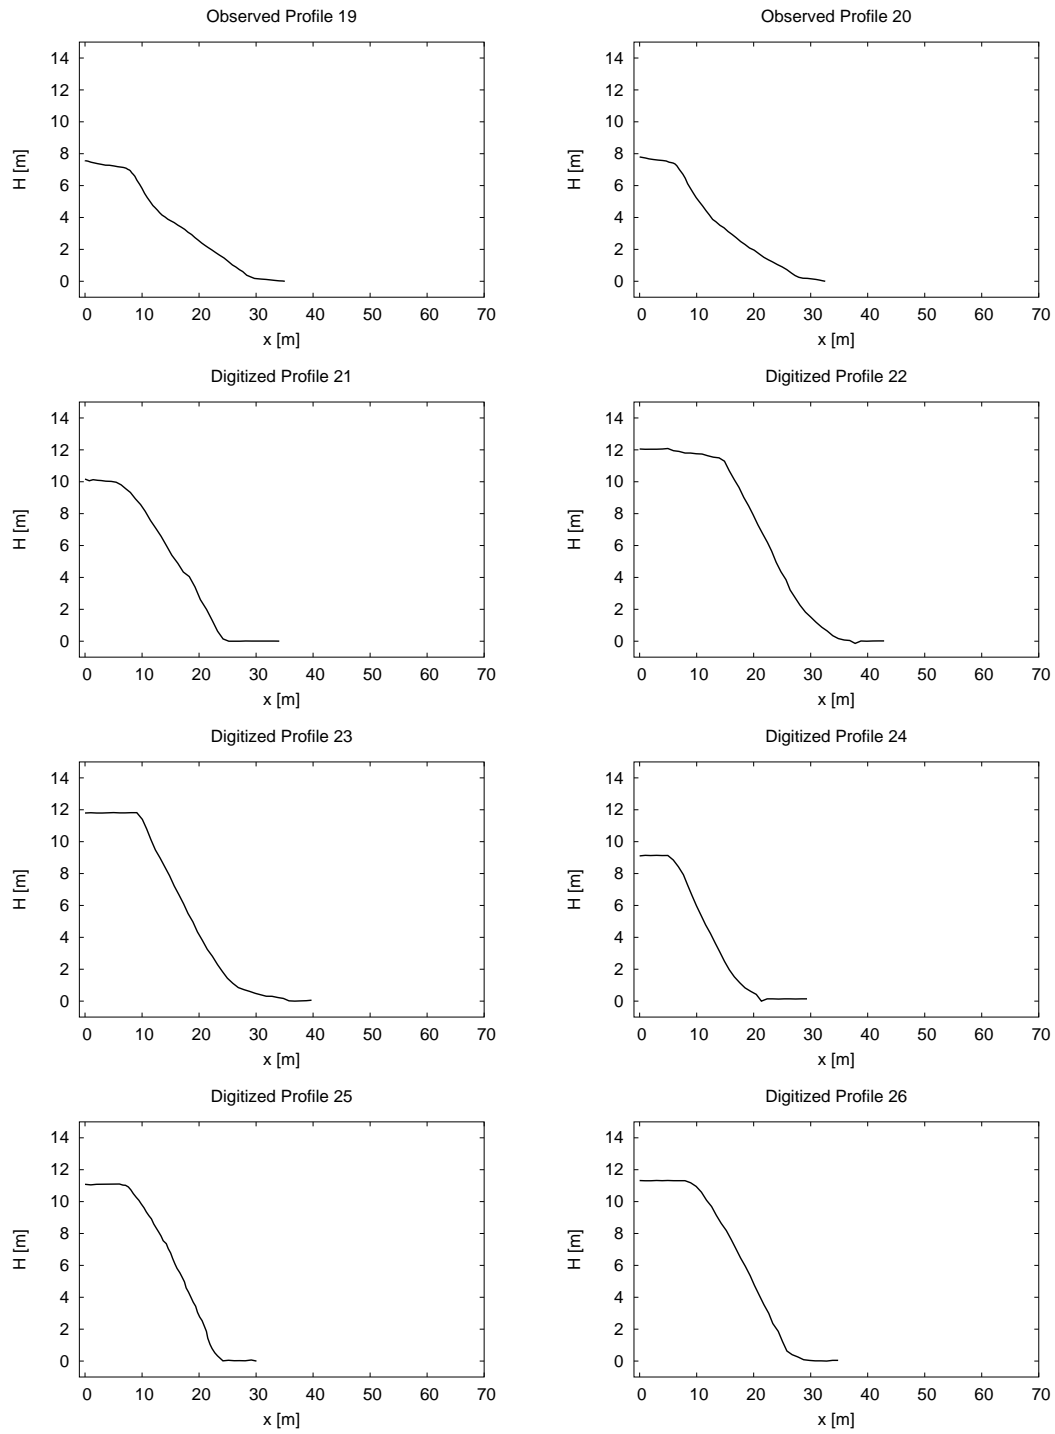 Observed Profile 19
14
12
10
8
6
4
2
0
H [m]
0 10 20 30 40 50 60 70
x [m]
Observed Profile 20
14
12
10
8
6
4
2
0
H [m]
0 10 20 30 40 50 60 70
x [m]
Digitized Profile 21
14
12
10
8
6
4
2
0
H [m]
0 10 20 30 40 50 60 70
x [m]
Digitized Profile 22
14
12
10
8
6
4
2
0
H [m]
0 10 20 30 40 50 60 70
x [m]
Digitized Profile 23
14
12
10
8
6
4
2
0
H [m]
0 10 20 30 40 50 60 70
x [m]
Digitized Profile 24
14
12
10
8
6
4
2
0
H [m]
0 10 20 30 40 50 60 70
x [m]
Digitized Profile 25
14
12
10
8
6
4
2
0
H [m]
0 10 20 30 40 50 60 70
x [m]
Digitized Profile 26
14
12
10
8
6
4
2
0
H [m]
0 10 20 30 40 50 60 70
x [m]